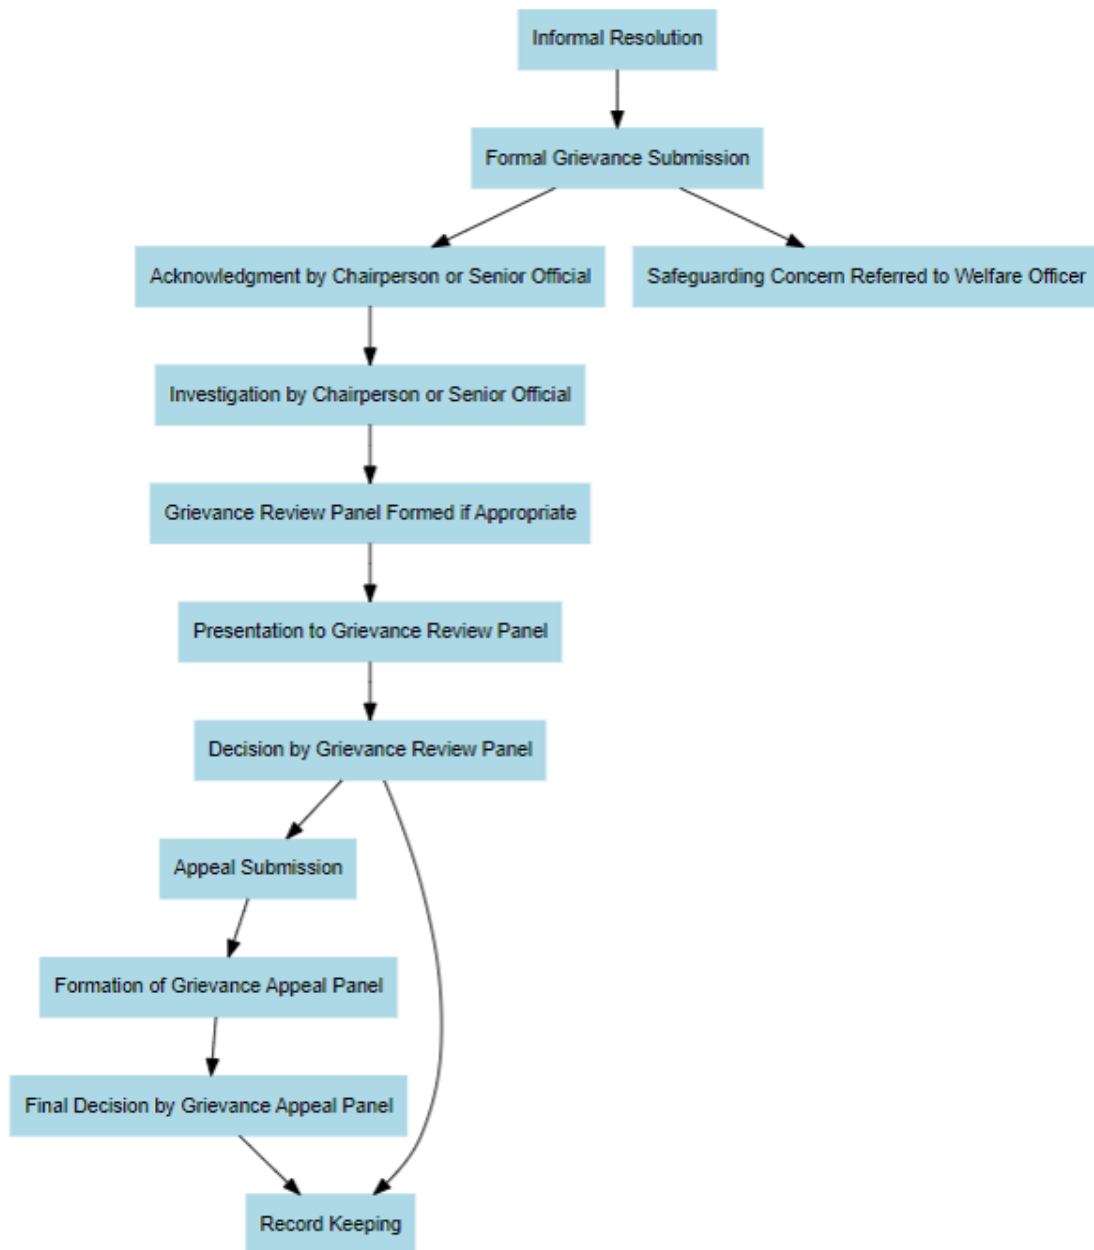 Informal Resolution
Formal Grievance Submission
Acknowledgment by Chairperson or Senior Official
Safeguarding Concern Referred to Welfare Officer
Investigation by Chairperson or Senior Official
Grievance Review Panel Formed if Appropriate
Presentation to Grievance Review Panel
Decision by Grievance Review Panel
Appeal Submission
Formation of Grievance Appeal Panel
Final Decision by Grievance Appeal Panel
Record Keeping